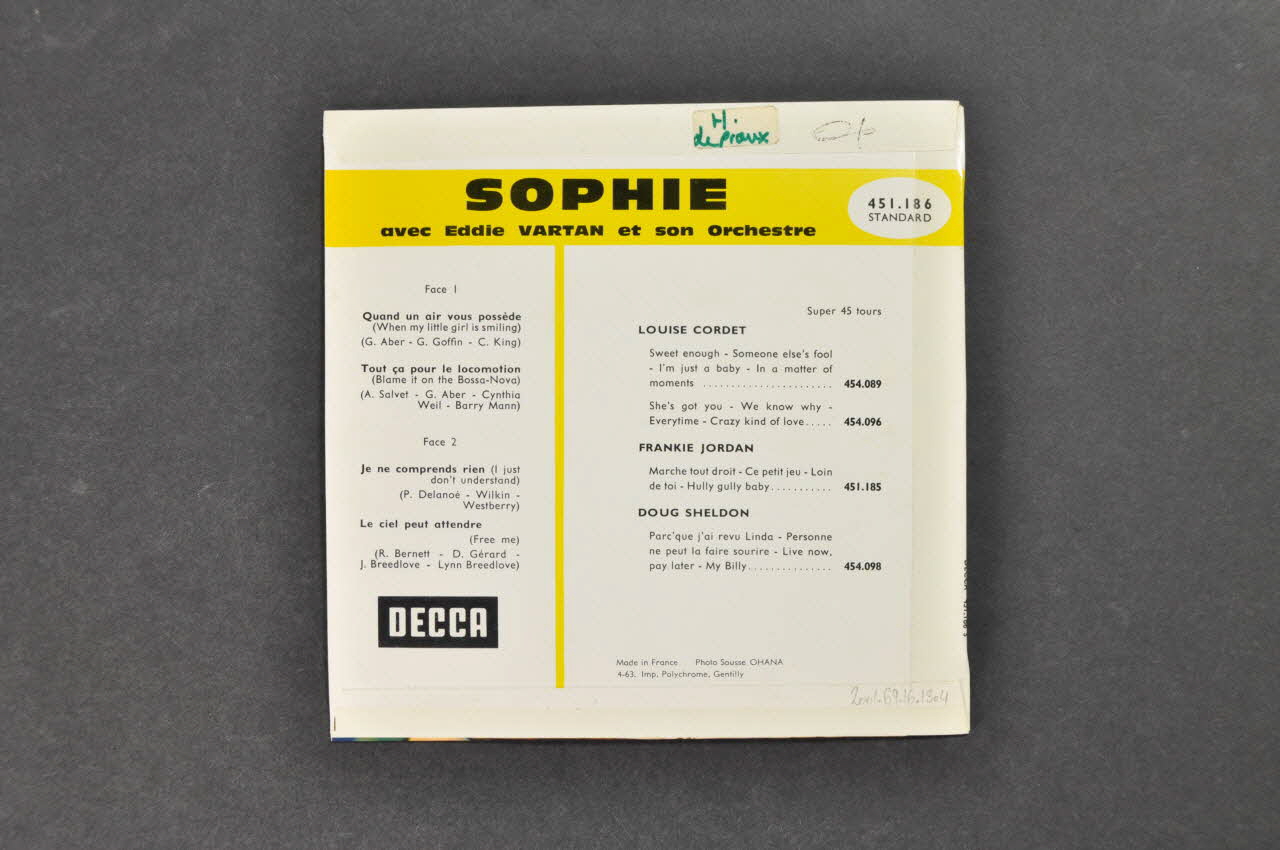 H.
SOPHIE
avec Eddie VARTAN et son Orchestre
451.186
STANDARD
Face 1
Quand un air vous possède
(When my little girl is smiling)
(G. Aber - G. Goffin - C. King)
Tout ça pour le locomotion
(Blame it on the Bossa-Nova)
(A. Salvet - G. Aber - Cynthia
Weil - Barry Mann)
Face 2
Je ne comprends rien (I just
don't understand)
(P. Delanoé - Wilkin -
Westberry)
Le ciel peut attendre
(Free me)
(R. Bernett - D. Gérard -
J. Breedlove - Lynn Breedlove)
DECCA
Super 45 tours
LOUISE CORDET
Sweet enough - Someone else's fool
- I'm just a baby - In a matter of
moments ....................... 454.089
She's got you - We know why -
Everytime - Crazy kind of love..... 454.096
FRANKIE JORDAN
Marche tout droit - Ce petit jeu - Loin
de toi - Hully gully baby........... 451.185
DOUG SHELDON
Parc'que j'ai revu Linda - Personne
ne peut la faire sourire - Live now,
pay later - My Billy............... 454.098
Made in France Photo Sousse OHANA
4-63. Imp. Polychrome, Gentilly